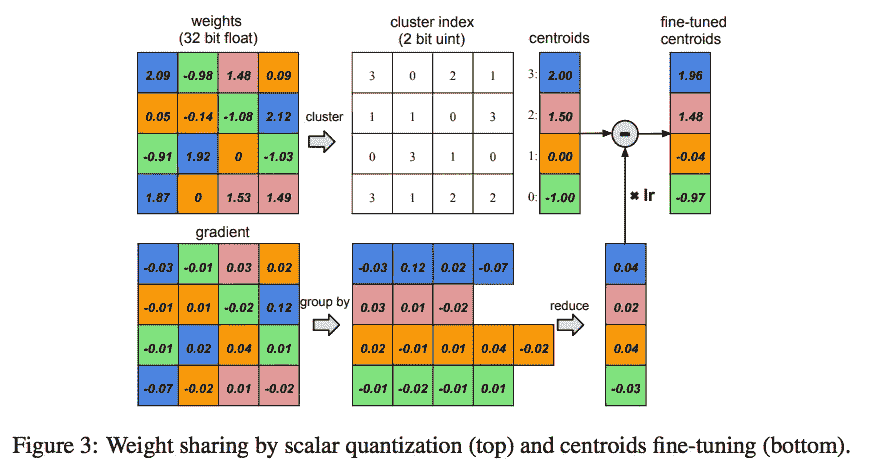 weights
(32 bit float)
cluster index
(2 bit uint)
centroids
fine-tuned
centroids
2.09 -0.98 1.48 0.09
3 0 2 1
3: 2.00
1.96
0.05 -0.14 -1.08 2.12
cluster
1 1 0 3
2: 1.50
1.48
-0.91 1.92 0 -1.03
0 3 1 0
1: 0.00
-0.04
1.87 0 1.53 1.49
3 1 2 2
0: -1.00
-0.97
× lr
gradient
-0.03 -0.01 0.03 0.02
-0.03 0.12 0.02 -0.07
0.04
-0.01 0.01 -0.02 0.12
group by
0.03 0.01 -0.02
reduce
0.02
-0.01 0.02 0.04 0.01
0.02 -0.01 0.01 0.04 -0.02
0.04
-0.07 -0.02 0.01 -0.02
-0.01 -0.02 -0.01 0.01
-0.03
Figure 3: Weight sharing by scalar quantization (top) and centroids fine-tuning (bottom).